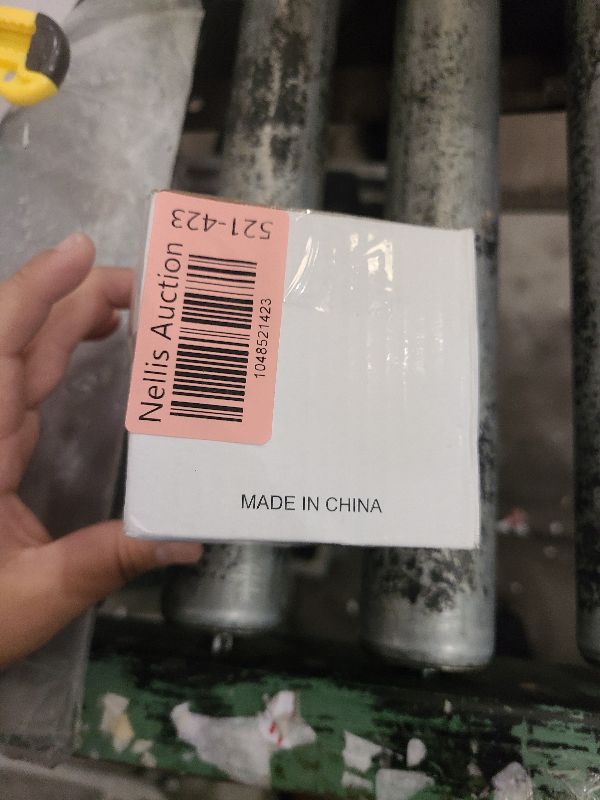 521-423
Nellis Auction
1048521423
MADE IN CHINA